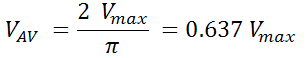 V_AV = 2 V_max / π = 0.637 V_max